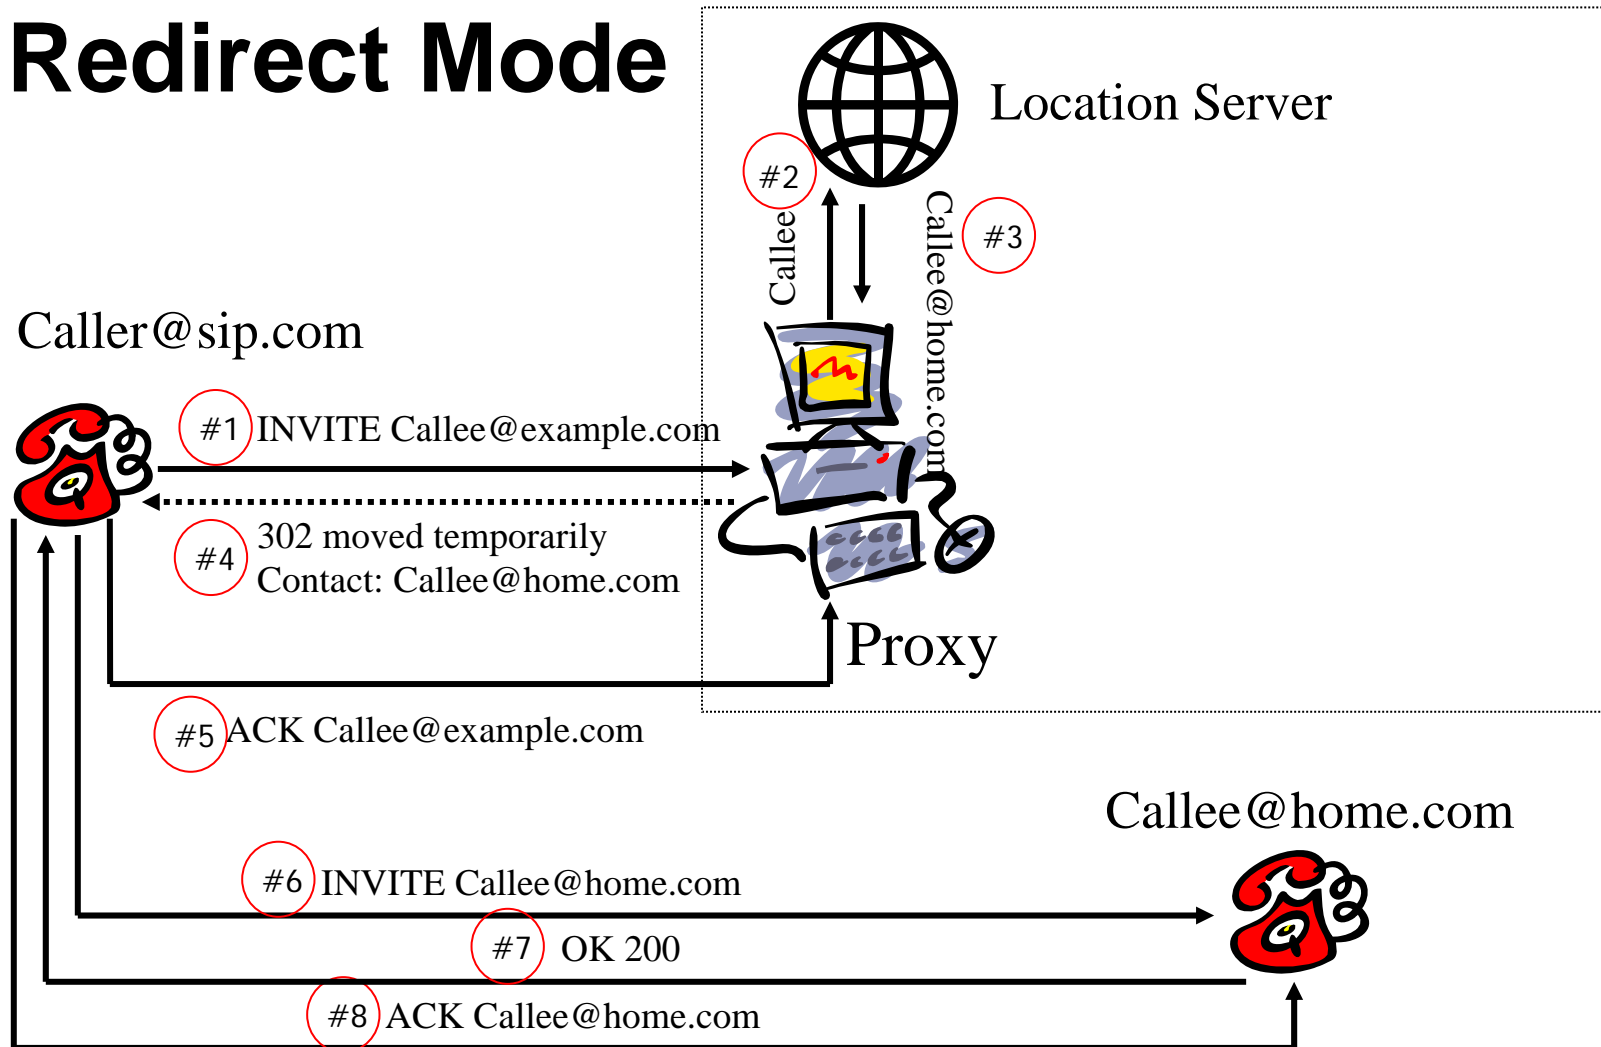 Redirect Mode
Location Server
#2
Callee
Callee@home.com
#3
Caller@sip.com
#1 INVITE Callee@example.com
#4 302 moved temporarily
Contact: Callee@home.com
Proxy
#5 ACK Callee@example.com
Callee@home.com
#6 INVITE Callee@home.com
#7 OK 200
#8 ACK Callee@home.com